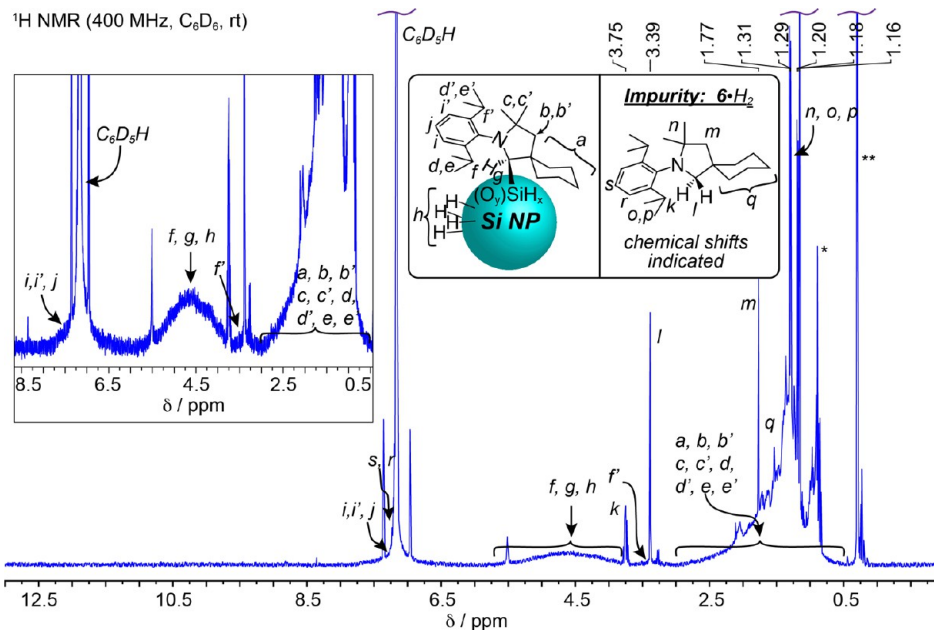 ¹H NMR (400 MHz, C₆D₆, rt)
C₆D₅H
3.75
3.39
1.77
1.31
1.29
1.20
1.18
1.16
C₆D₅H
i,i', j
f, g, h
f'
a, b, b'
c, c', d,
d', e, e'
8.5
6.5
4.5
2.5
0.5
δ / ppm
d',e'
c,c'
i'
f'
b,b'
j
N
a
i
d,e
H
f
g
(Oᵧ)SiHₓ
h
H
H
H
H
Si NP
Impurity: 6•H₂
n
m
N
s
r
o,p
k
H
H
l
q
chemical shifts
indicated
n, o, p
**
*
m
l
q
s, r
i,i', j
f, g, h
f'
k
a, b, b'
c, c', d,
d', e, e'
12.5
10.5
8.5
6.5
4.5
2.5
0.5
δ / ppm